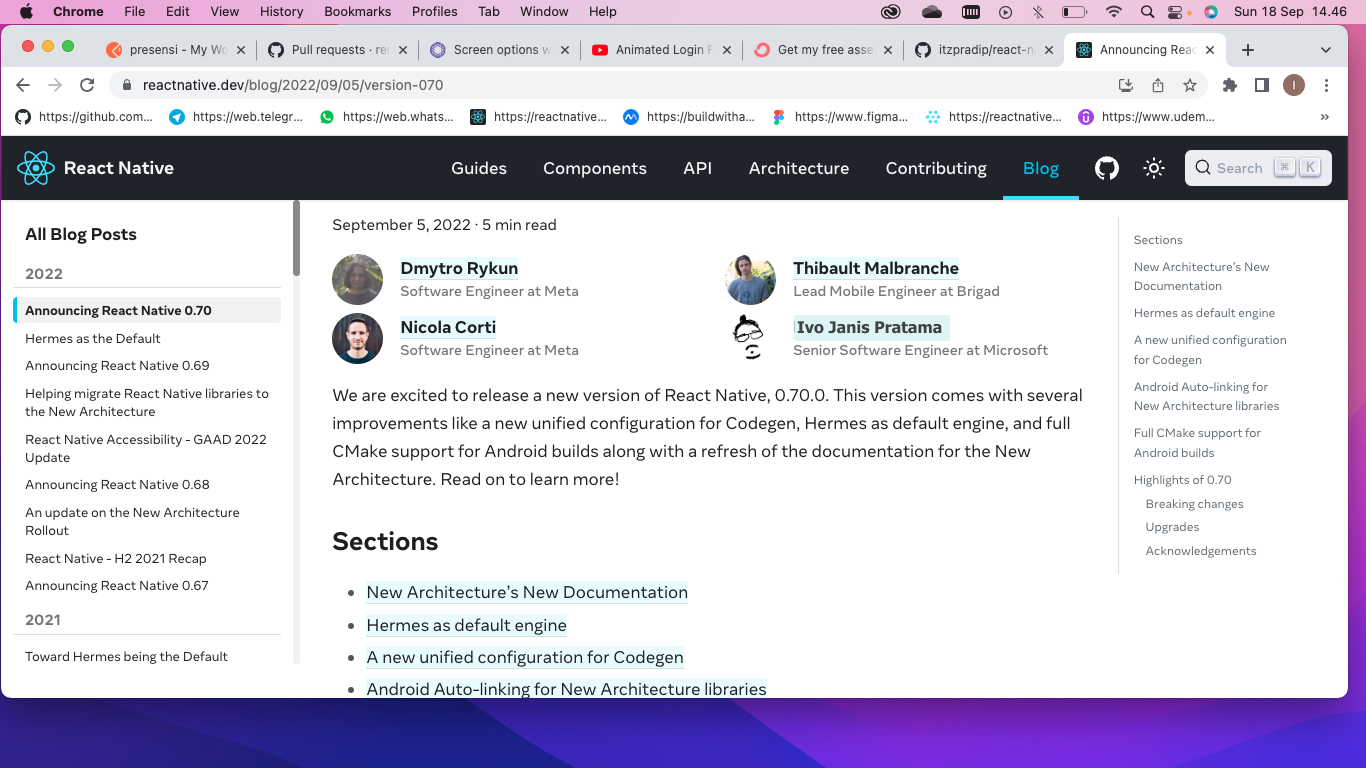 Chrome File Edit View History Bookmarks Profiles Tab Window Help Sun 18 Sep 14.46
presensi - My Wo Pull requests · re Screen options w Animated Login F Get my free asse itzpradip/react-n Announcing Reac
reactnative.dev/blog/2022/09/05/version-070 I
https://github.com... https://web.telegr... https://web.whats... https://reactnative... https://buildwitha... https://www.figma... https://reactnative... https://www.udem... »
React Native Guides Components API Architecture Contributing Blog Search ⌘ K
All Blog Posts
2022
Announcing React Native 0.70
Hermes as the Default
Announcing React Native 0.69
Helping migrate React Native libraries to
the New Architecture
React Native Accessibility - GAAD 2022
Update
Announcing React Native 0.68
An update on the New Architecture
Rollout
React Native - H2 2021 Recap
Announcing React Native 0.67
2021
Toward Hermes being the Default
September 5, 2022 · 5 min read
Dmytro Rykun
Software Engineer at Meta
Thibault Malbranche
Lead Mobile Engineer at Brigad
Nicola Corti
Software Engineer at Meta
Ivo Janis Pratama
Senior Software Engineer at Microsoft
We are excited to release a new version of React Native, 0.70.0. This version comes with several
improvements like a new unified configuration for Codegen, Hermes as default engine, and full
CMake support for Android builds along with a refresh of the documentation for the New
Architecture. Read on to learn more!
Sections
• New Architecture’s New Documentation
• Hermes as default engine
• A new unified configuration for Codegen
• Android Auto-linking for New Architecture libraries
Sections
New Architecture’s New
Documentation
Hermes as default engine
A new unified configuration
for Codegen
Android Auto-linking for
New Architecture libraries
Full CMake support for
Android builds
Highlights of 0.70
Breaking changes
Upgrades
Acknowledgements